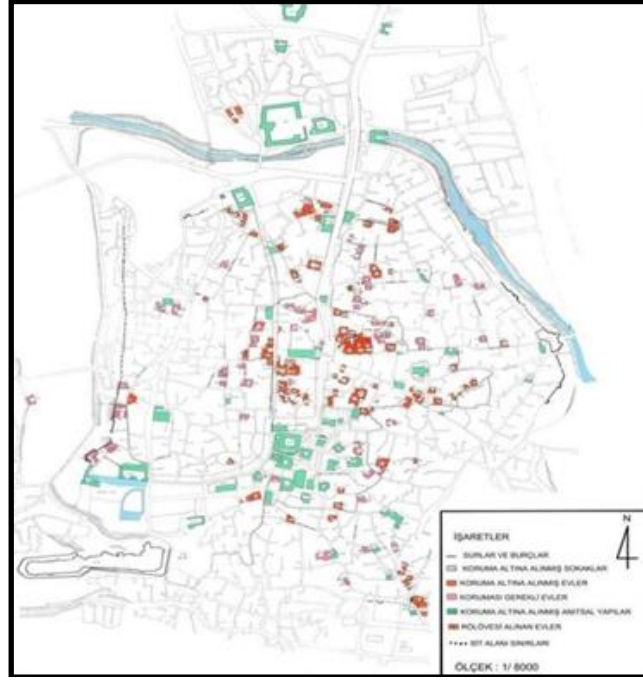 N
İŞARETLER
SURLAR VE BURÇLAR
KORUMA ALTINA ALINMIŞ SOKAKLAR
KORUMA ALTINA ALINMIŞ EVLER
KORUMASI GEREKLİ EVLER
KORUMA ALTINA ALINMIŞ ANITSAL YAPILAR
RÖLÖVESİ ALINAN EVLER
SİT ALANI SINIRLARI
ÖLÇEK : 1/ 8000